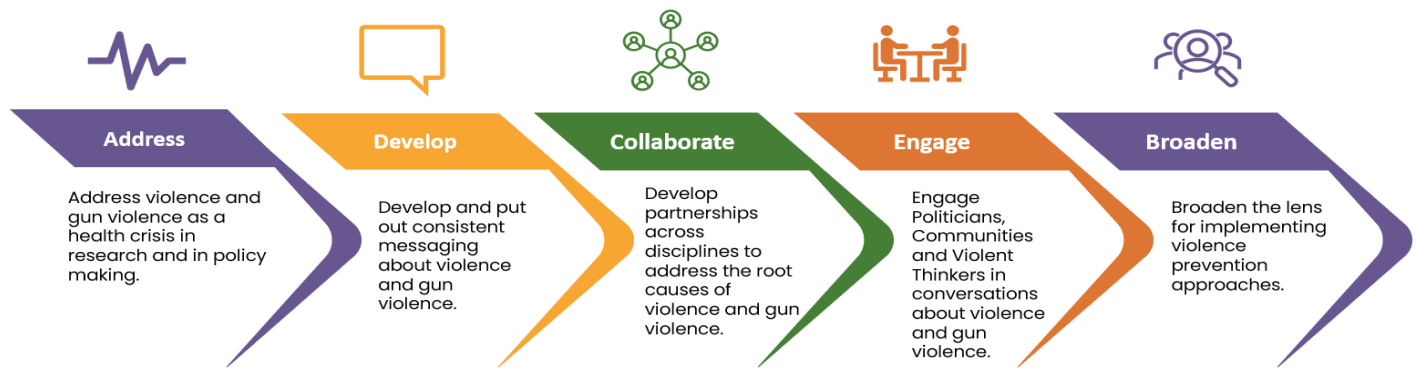 Address
Address violence and
gun violence as a
health crisis in
research and in policy
making.
Develop
Develop and put
out consistent
messaging
about violence
and gun
violence.
Collaborate
Develop
partnerships
across
disciplines to
address the root
causes of
violence and gun
violence.
Engage
Engage
Politicians,
Communities
and Violent
Thinkers in
conversations
about violence
and gun
violence.
Broaden
Broaden the lens
for implementing
violence
prevention
approaches.